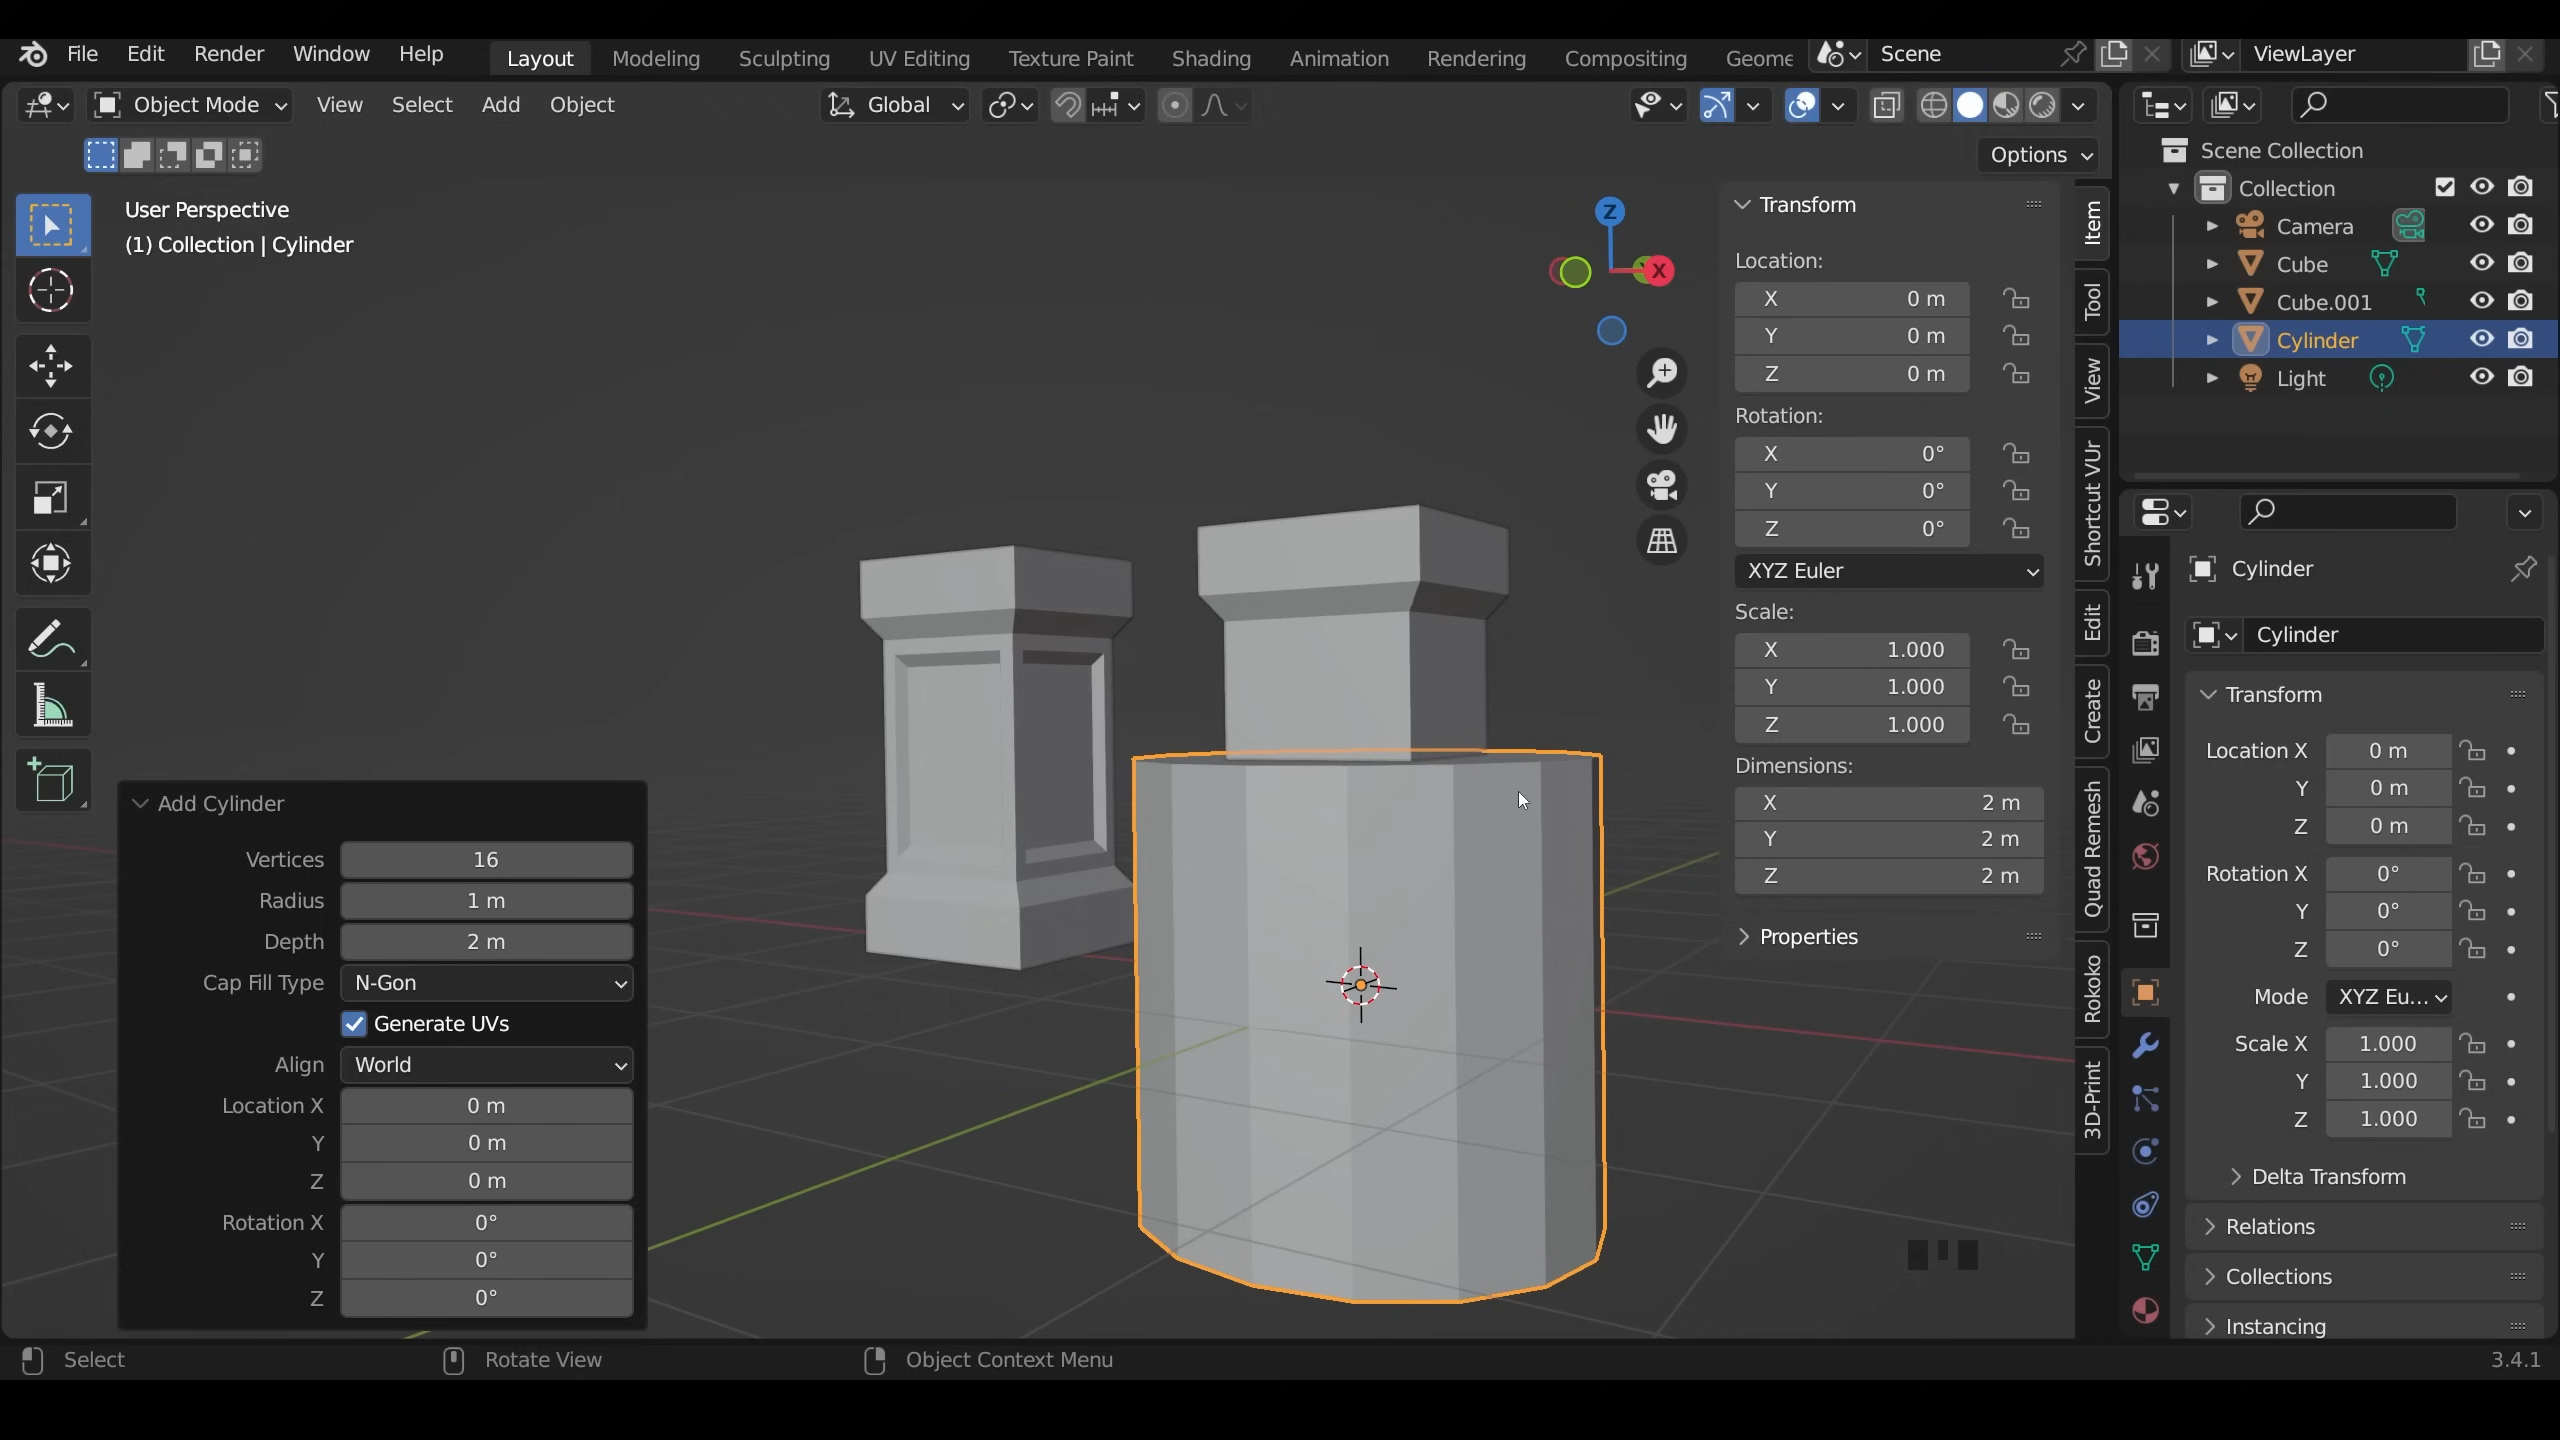 File Edit Render Window Help Layout Modeling Sculpting UV Editing Texture Paint Shading Animation Rendering Compositing Geome Scene ViewLayer
Object Mode View Select Add Object Global
Options
User Perspective
(1) Collection | Cylinder
Z
X
Transform
Location:
X 0 m
Y 0 m
Z 0 m
Rotation:
X 0°
Y 0°
Z 0°
XYZ Euler
Scale:
X 1.000
Y 1.000
Z 1.000
Dimensions:
X 2 m
Y 2 m
Z 2 m
Properties
Item
Tool
View
Shortcut VUr
Edit
Create
Quad Remesh
Rokoko
3D-Print
Scene Collection
Collection
Camera
Cube
Cube.001
Cylinder
Light
Cylinder
Cylinder
Transform
Location X 0 m
Y 0 m
Z 0 m
Rotation X 0°
Y 0°
Z 0°
Mode XYZ Eu...
Scale X 1.000
Y 1.000
Z 1.000
Delta Transform
Relations
Collections
Instancing
Add Cylinder
Vertices 16
Radius 1 m
Depth 2 m
Cap Fill Type N-Gon
Generate UVs
Align World
Location X 0 m
Y 0 m
Z 0 m
Rotation X 0°
Y 0°
Z 0°
Select Rotate View Object Context Menu 3.4.1